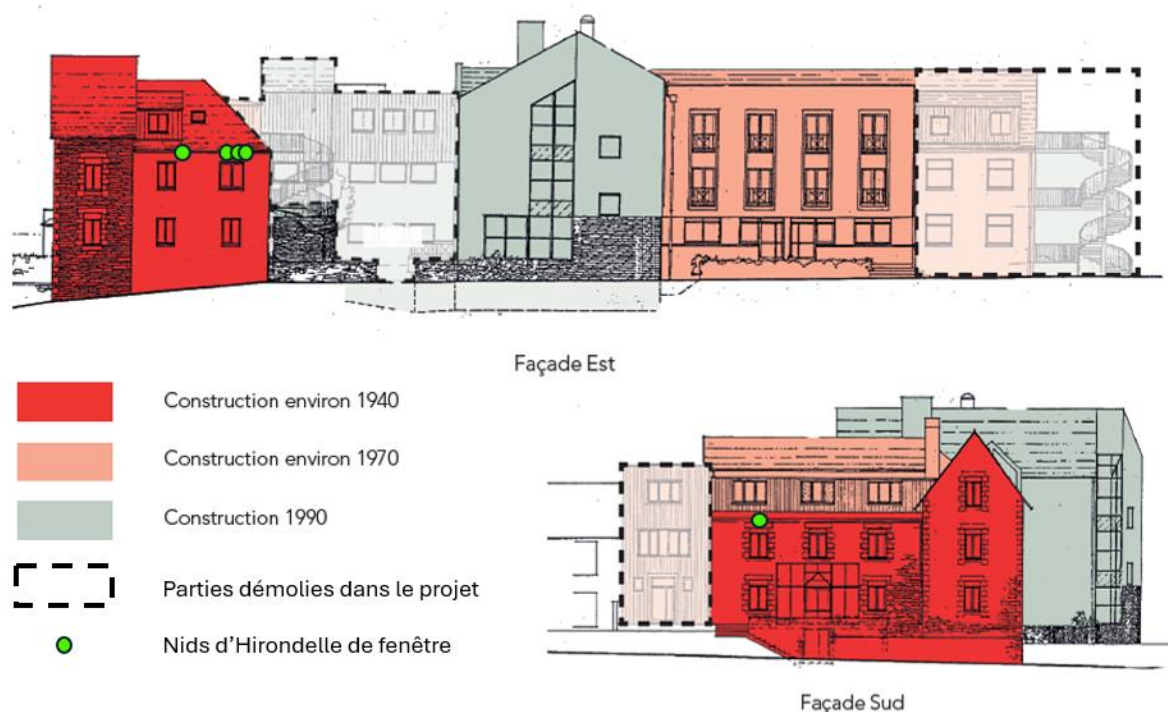 Façade Est
Construction environ 1940
Construction environ 1970
Construction 1990
Parties démolies dans le projet
Nids d’Hirondelle de fenêtre
Façade Sud